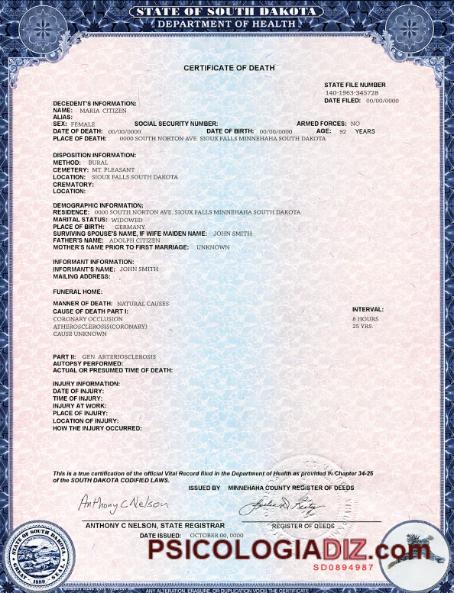 STATE OF SOUTH DAKOTA
DEPARTMENT OF HEALTH
CERTIFICATE OF DEATH
STATE FILE NUMBER
140-1963-345728
DATE FILED: 00/00/0000
DECEDENT'S INFORMATION:
NAME: MARIA CITIZEN
ALIAS:
SEX: FEMALE SOCIAL SECURITY NUMBER: ARMED FORCES: NO
DATE OF DEATH: 00/00/0000 DATE OF BIRTH: 00/00/0000 AGE: 92 YEARS
PLACE OF DEATH: 0000 SOUTH NORTON AVE. SIOUX FALLS MINNEHAHA SOUTH DAKOTA
DISPOSITION INFORMATION:
METHOD: BURAL
CEMETERY: MT. PLEASANT
LOCATION: SIOUX FALLS SOUTH DAKOTA
CREMATORY:
LOCATION:
DEMOGRAPHIC INFORMATION:
RESIDENCE: 0000 SOUTH NORTON AVE. SIOUX FALLS MINNEHAHA SOUTH DAKOTA
MARITAL STATUS: WIDOWED
PLACE OF BIRTH: GERMANY
SURVIVING SPOUSE'S NAME, IF WIFE MAIDEN NAME: JOHN SMITH
FATHER'S NAME: ADOLPH CITIZEN
MOTHER'S NAME PRIOR TO FIRST MARRIAGE: UNKNOWN
INFORMANT INFORMATION:
INFORMANT'S NAME: JOHN SMITH
MAILING ADDRESS:
FUNERAL HOME:
MANNER OF DEATH: NATURAL CAUSES
CAUSE OF DEATH PART I: INTERVAL:
CORONARY OCCLUSION 8 HOURS
ATHEROSCLEROSIS(CORONARY) 25 YRS.
CAUSE UNKNOWN
PART II: GEN. ARTERIOSCLEROSIS
AUTOPSY PERFORMED:
ACTUAL OR PRESUMED TIME OF DEATH:
INJURY INFORMATION:
DATE OF INJURY:
TIME OF INJURY:
INJURY AT WORK:
PLACE OF INJURY:
LOCATION OF INJURY:
HOW THE INJURY OCCURRED:
This is a true certification of the official Vital Record filed in the Department of Health as provided in Chapter 34-25
of the SOUTH DAKOTA CODIFIED LAWS.
ISSUED BY MINNEHAHA COUNTY REGISTER OF DEEDS
Anthony C Nelson
ANTHONY C NELSON, STATE REGISTRAR REGISTER OF DEEDS
DATE ISSUED: OCTOBER 00, 0000
PSICOLOGIADIZ.com
SD0894987
STATE OF SOUTH DAKOTA
GREAT SEAL
1889
ANY ALTERATION, ERASURE, OR DUPLICATION VOIDS THE CERTIFICATE